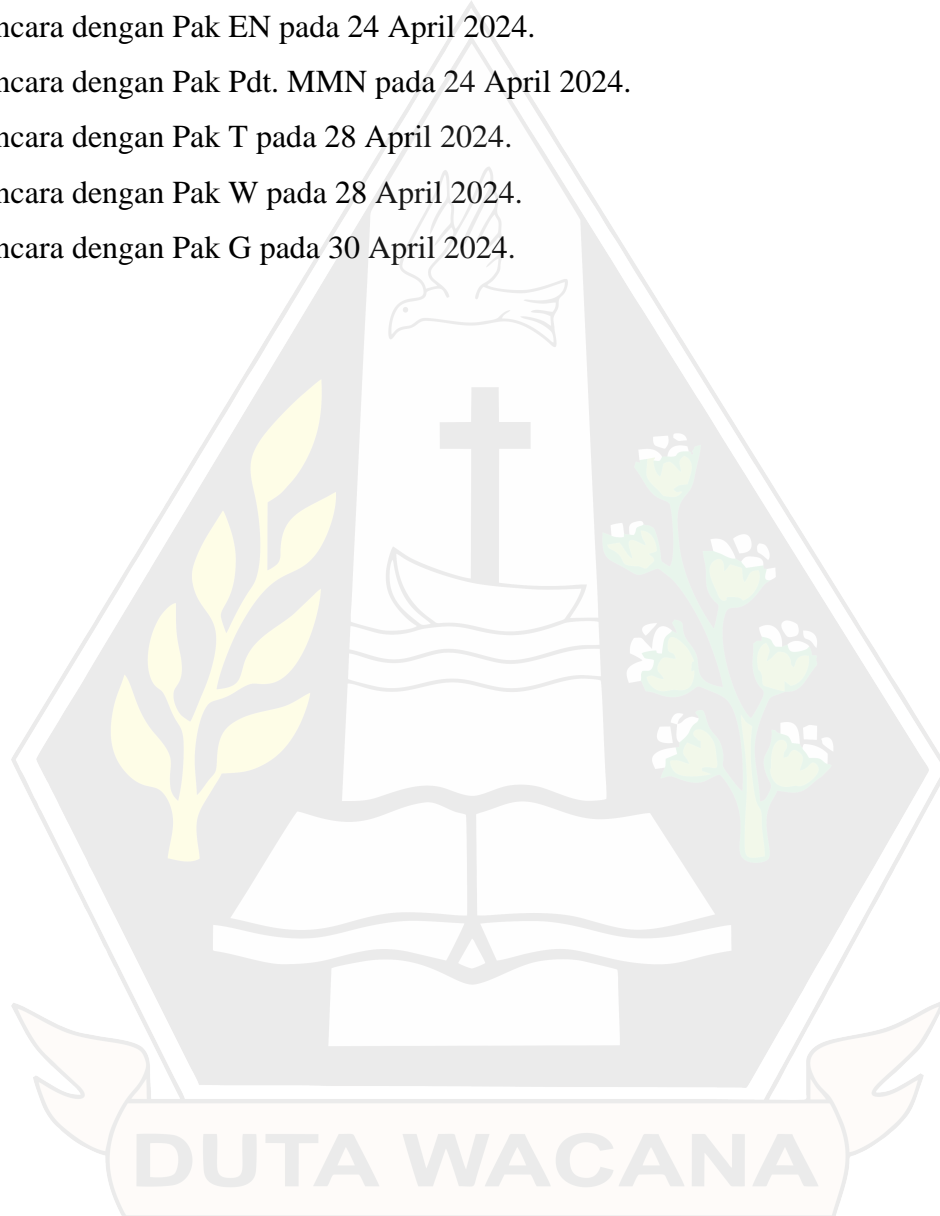 ncara dengan Pak EN pada 24 April 2024.
ncara dengan Pak Pdt. MMN pada 24 April 2024.
ncara dengan Pak T pada 28 April 2024.
ncara dengan Pak W pada 28 April 2024.
ncara dengan Pak G pada 30 April 2024.
DUTA WACANA